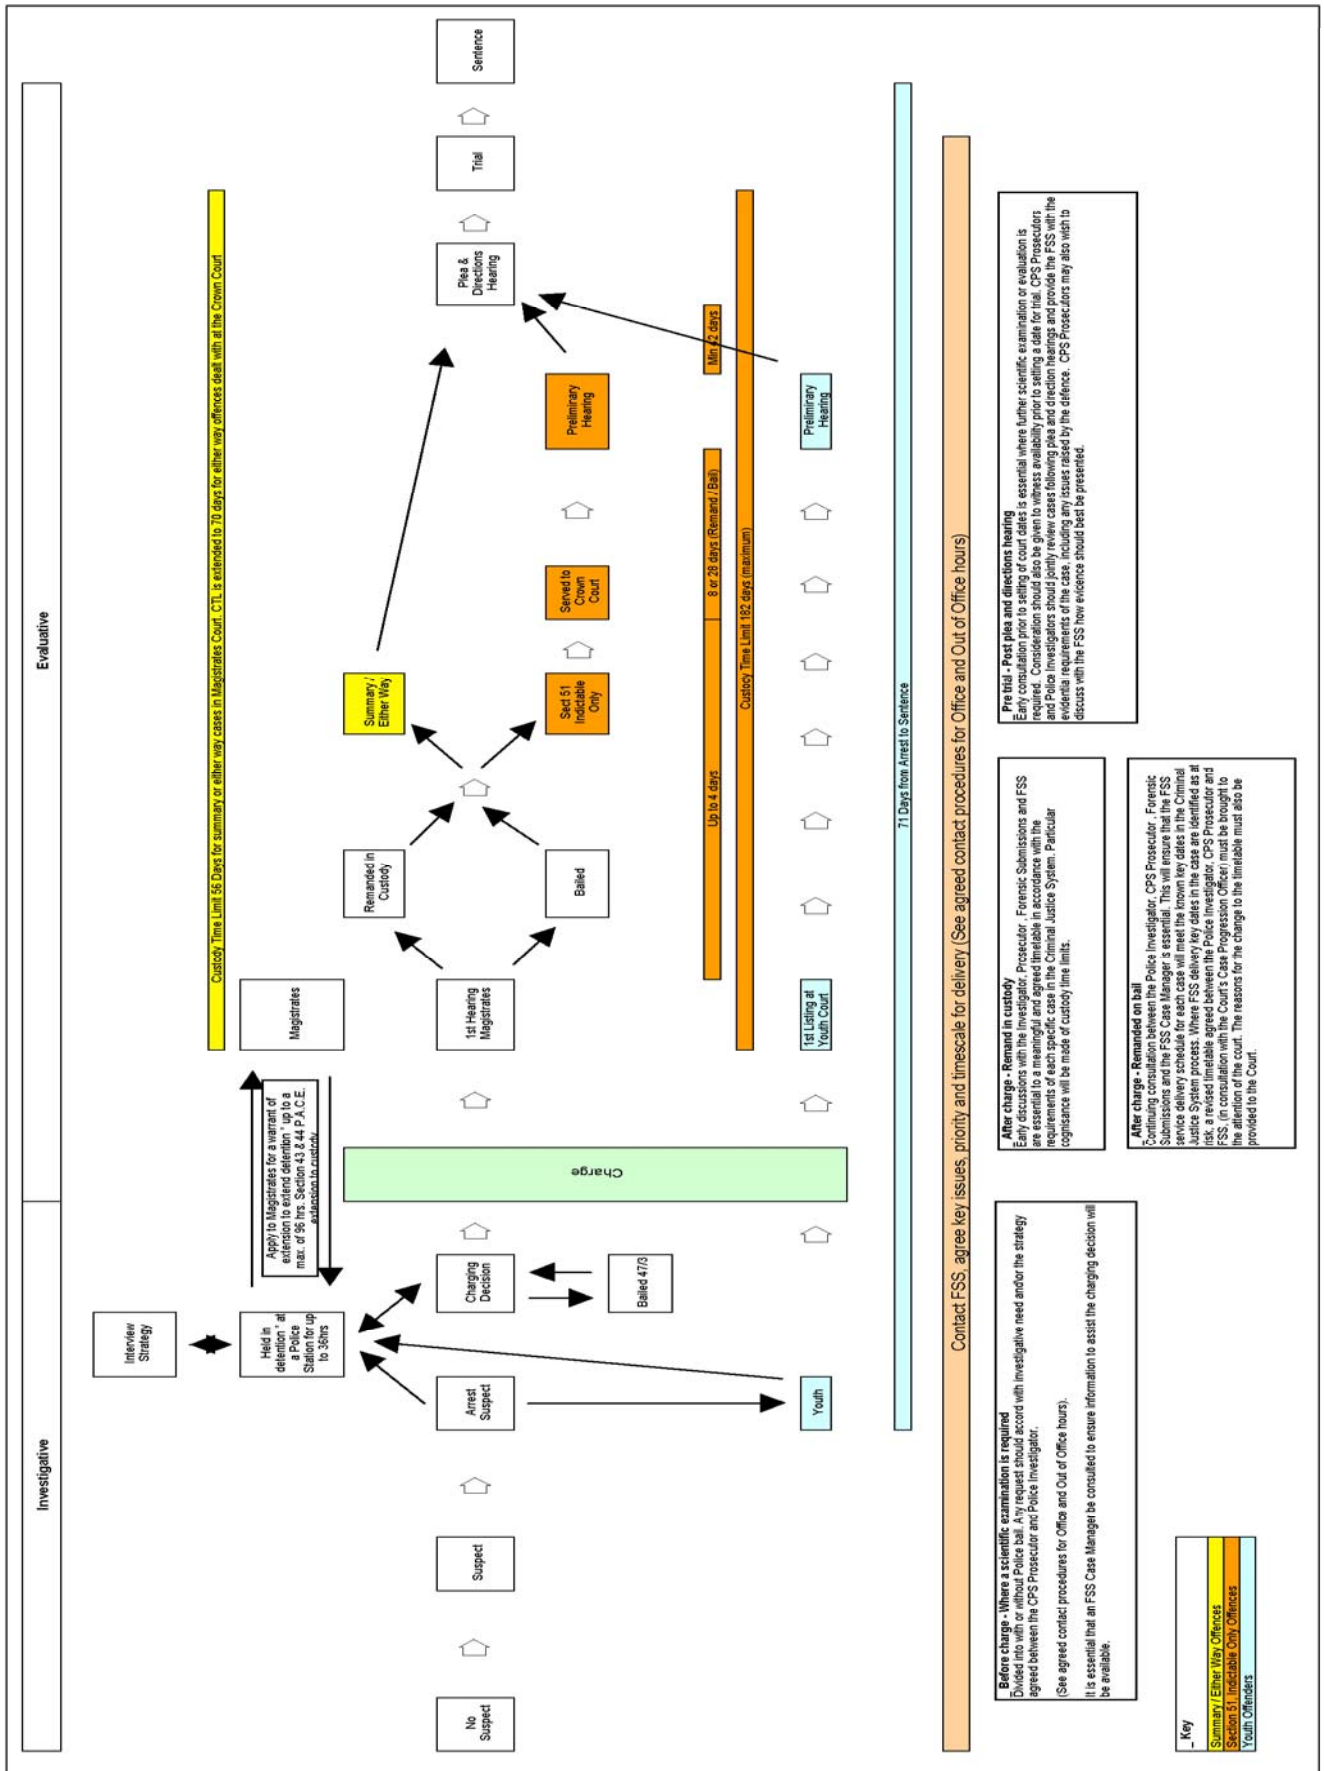 Investigative
Evaluative
Custody Time Limit 56 Days for summary or either way cases in Magistrates Court. CTL is extended to 70 days for either way offences dealt with at the Crown Court
Interview
Strategy
Held in
detention * at
a Police
Station for up
to 36hrs
Apply to Magistrates for a warrant of
extension to extend detention * up to a
max. of 96 hrs. Section 43 & 44 P.A.C.E.
extension to custody
Magistrates
Remanded in
Custody
Summary /
Either Way
No
Suspect
Suspect
Arrest
Suspect
Charging
Decision
Charge
1st Hearing
Magistrates
Plea &
Directions
Hearing
Trial
Sentence
Bailed 47/3
Bailed
Sect 51
Indictable
Only
Served to
Crown
Court
Preliminary
Hearing
Up to 4 days
8 or 28 days (Remand / Bail)
Min 42 days
Custody Time Limit 182 days (maximum)
Youth
1st Listing at
Youth Court
Preliminary
Hearing
71 Days from Arrest to Sentence
Contact FSS, agree key issues, priority and timescale for delivery (See agreed contact procedures for Office and Out of Office hours)
Before charge - Where a scientific examination is required
Divided into with or without Police bail. Any request should accord with investigative need and/or the strategy
agreed between the CPS Prosecutor and Police Investigator.
(See agreed contact procedures for Office and Out of Office hours).
It is essential that an FSS Case Manager be consulted to ensure information to assist the charging decision will
be available.
After charge - Remand in custody
Early discussions with the Investigator, Prosecutor , Forensic Submissions and FSS
are essential to a meaningful and agreed timetable in accordance with the
requirements of each specific case in the Criminal Justice System. Particular
cognisance will be made of custody time limits.
After charge - Remanded on bail
Continuing consultation between the Police Investigator, CPS Prosecutor , Forensic
Submissions and the FSS Case Manager is essential. This will ensure that the FSS
service delivery schedule for each case will meet the known key dates in the Criminal
Justice System process. Where FSS delivery key dates in the case are identified as at
risk, a revised timetable agreed between the Police Investigator, CPS Prosecutor and
FSS, (in consultation with the Court's Case Progression Officer) must be brought to
the attention of the court. The reasons for the change to the timetable must also be
provided to the Court.
Pre trial - Post plea and directions hearing
Early consultation prior to setting of court dates is essential where further scientific examination or evaluation is
required. Consideration should also be given to witness availability prior to setting a date for trial. CPS Prosecutors
and Police Investigators should jointly review cases following plea and direction hearings and provide the FSS with the
evidential requirements of the case, including any issues raised by the defence. CPS Prosecutors may also wish to
discuss with the FSS how evidence should best be presented.
_ Key
Summary / Either Way Offences
Section 51, Indictable Only Offences
Youth Offenders